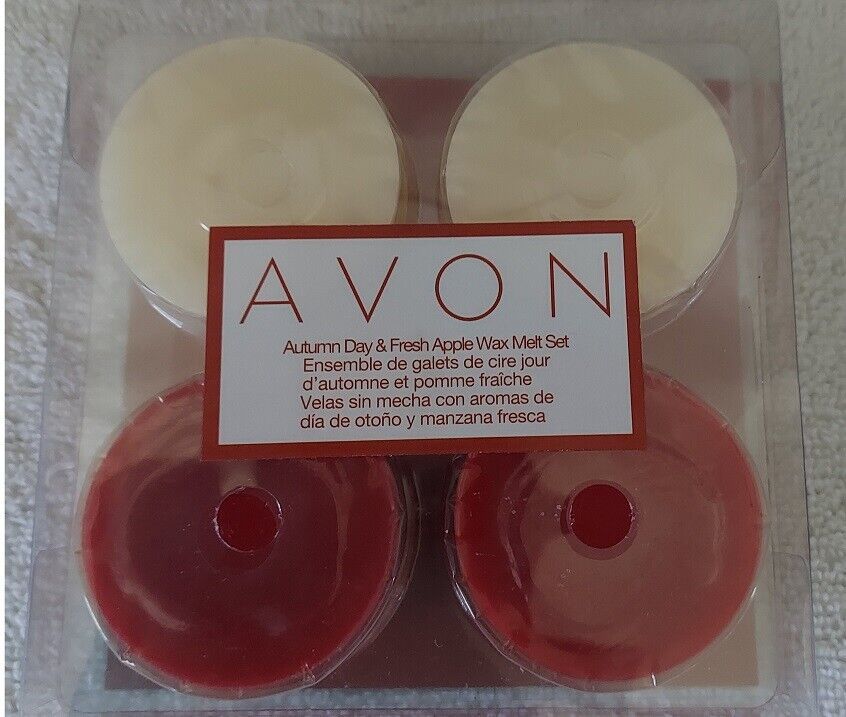 AVON
Autumn Day & Fresh Apple Wax Melt Set
Ensemble de galets de cire jour
d'automne et pomme fraîche
Velas sin mecha con aromas de
día de otoño y manzana fresca